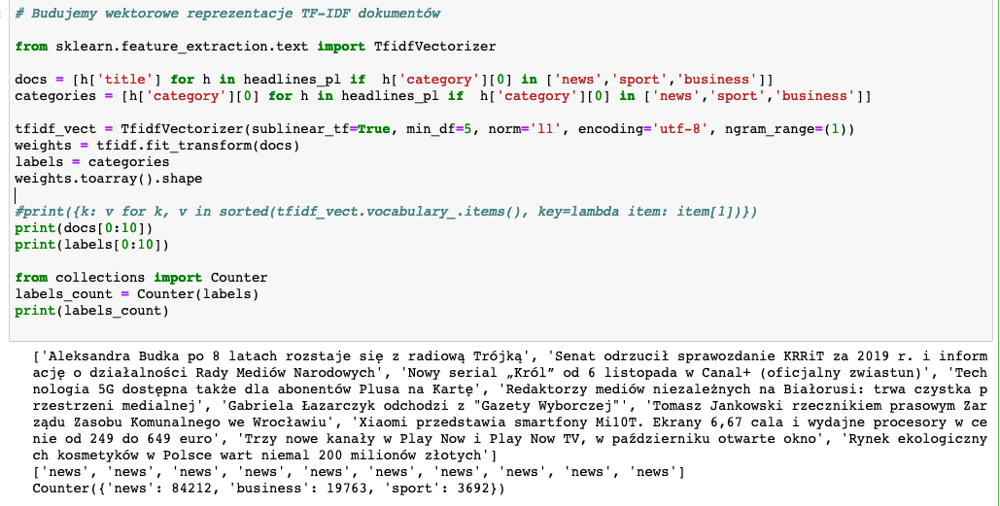 # Budujemy wektorowe reprezentacje TF-IDF dokumentów
from sklearn.feature_extraction.text import TfidfVectorizer
docs = [h['title'] for h in headlines_pl if  h['category'][0] in ['news','sport','business']]
categories = [h['category'][0] for h in headlines_pl if  h['category'][0] in ['news','sport','business']]
tfidf_vect = TfidfVectorizer(sublinear_tf=True, min_df=5, norm='l1', encoding='utf-8', ngram_range=(1))
weights = tfidf.fit_transform(docs)
labels = categories
weights.toarray().shape
#print({k: v for k, v in sorted(tfidf_vect.vocabulary_.items(), key=lambda item: item[1])})
print(docs[0:10])
print(labels[0:10])
from collections import Counter
labels_count = Counter(labels)
print(labels_count)
['Aleksandra Budka po 8 latach rozstaje się z radiową Trójką', 'Senat odrzucił sprawozdanie KRRiT za 2019 r. i inform
ację o działalności Rady Mediów Narodowych', 'Nowy serial „Król” od 6 listopada w Canal+ (oficjalny zwiastun)', 'Tech
nologia 5G dostępna także dla abonentów Plusa na Kartę', 'Redaktorzy mediów niezależnych na Białorusi: trwa czystka p
rzestrzeni medialnej', 'Gabriela Łazarczyk odchodzi z "Gazety Wyborczej"', 'Tomasz Jankowski rzecznikiem prasowym Zar
ządu Zasobu Komunalnego we Wrocławiu', 'Xiaomi przedstawia smartfony Mi10T. Ekrany 6,67 cala i wydajne procesory w ce
nie od 249 do 649 euro', 'Trzy nowe kanały w Play Now i Play Now TV, w październiku otwarte okno', 'Rynek ekologiczny
ch kosmetyków w Polsce wart niemal 200 milionów złotych']
['news', 'news', 'news', 'news', 'news', 'news', 'news', 'news', 'news', 'news']
Counter({'news': 84212, 'business': 19763, 'sport': 3692})